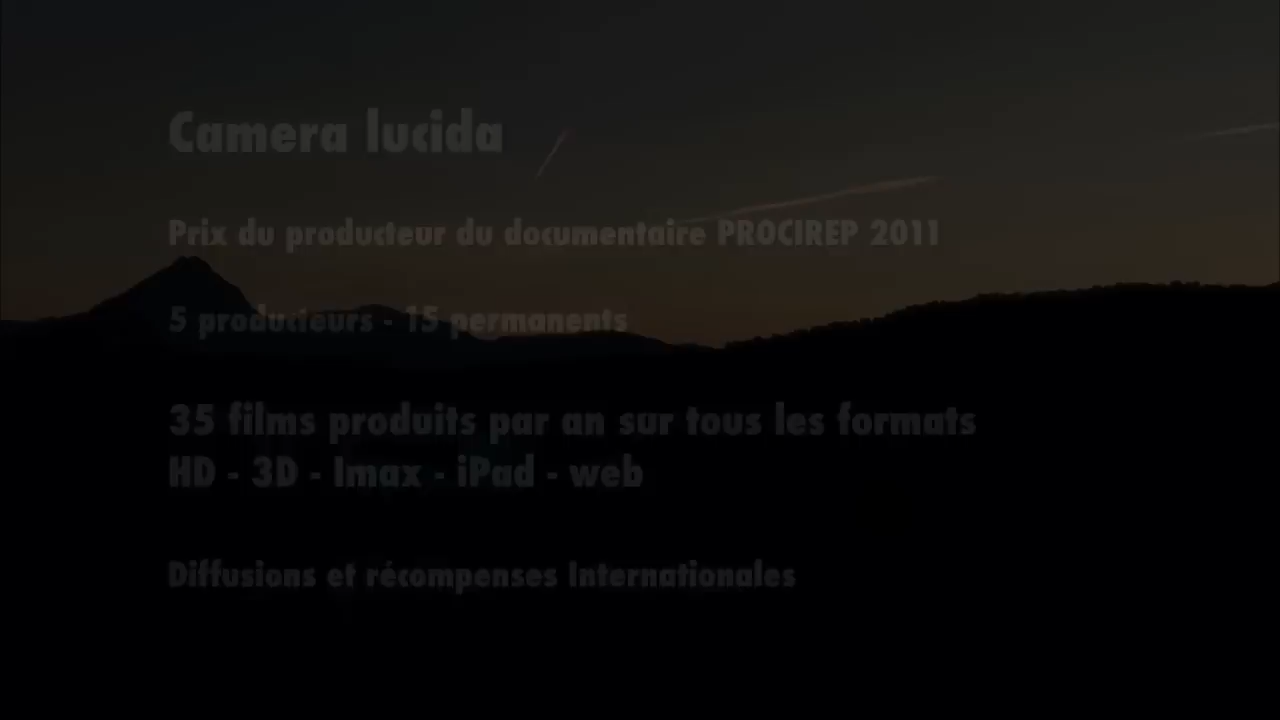 Camera lucida
Prix du producteur du documentaire PROCIREP 2011
5 producteurs - 15 permanents
35 films produits par an sur tous les formats
HD - 3D - Imax - iPad - web
Diffusions et récompenses Internationales